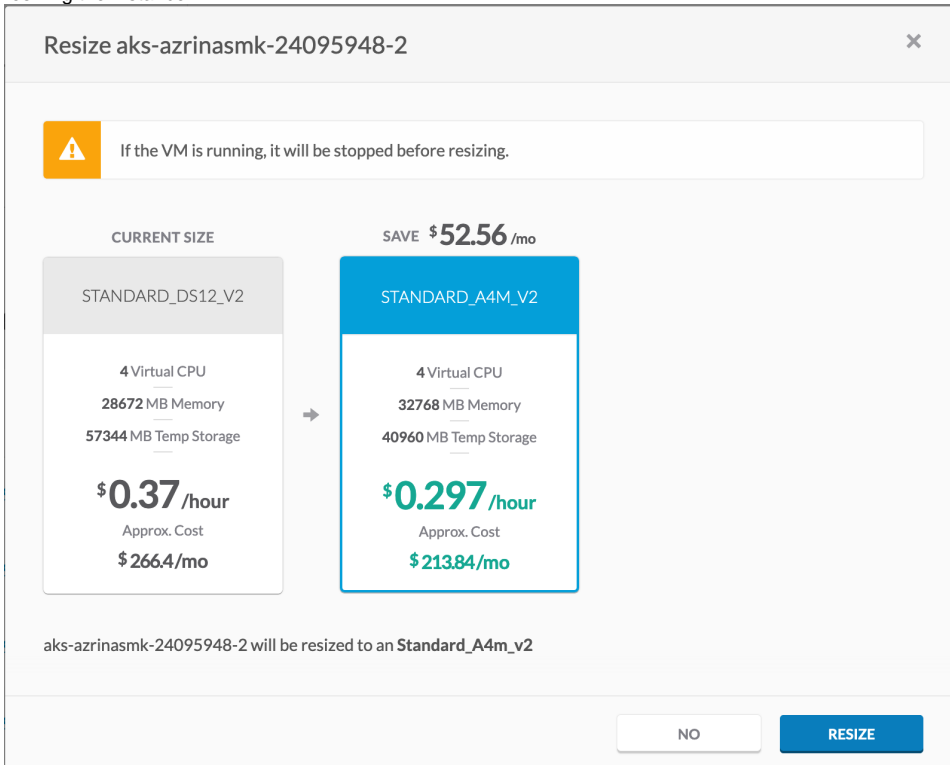 Resize aks-azrinasmk-24095948-2
If the VM is running, it will be stopped before resizing.
CURRENT SIZE
STANDARD_DS12_V2
4 Virtual CPU
28672 MB Memory
57344 MB Temp Storage
$0.37/hour
Approx. Cost
$266.4/mo
SAVE $52.56/mo
STANDARD_A4M_V2
4 Virtual CPU
32768 MB Memory
40960 MB Temp Storage
$0.297/hour
Approx. Cost
$213.84/mo
aks-azrinasmk-24095948-2 will be resized to an Standard_A4m_v2
NO
RESIZE